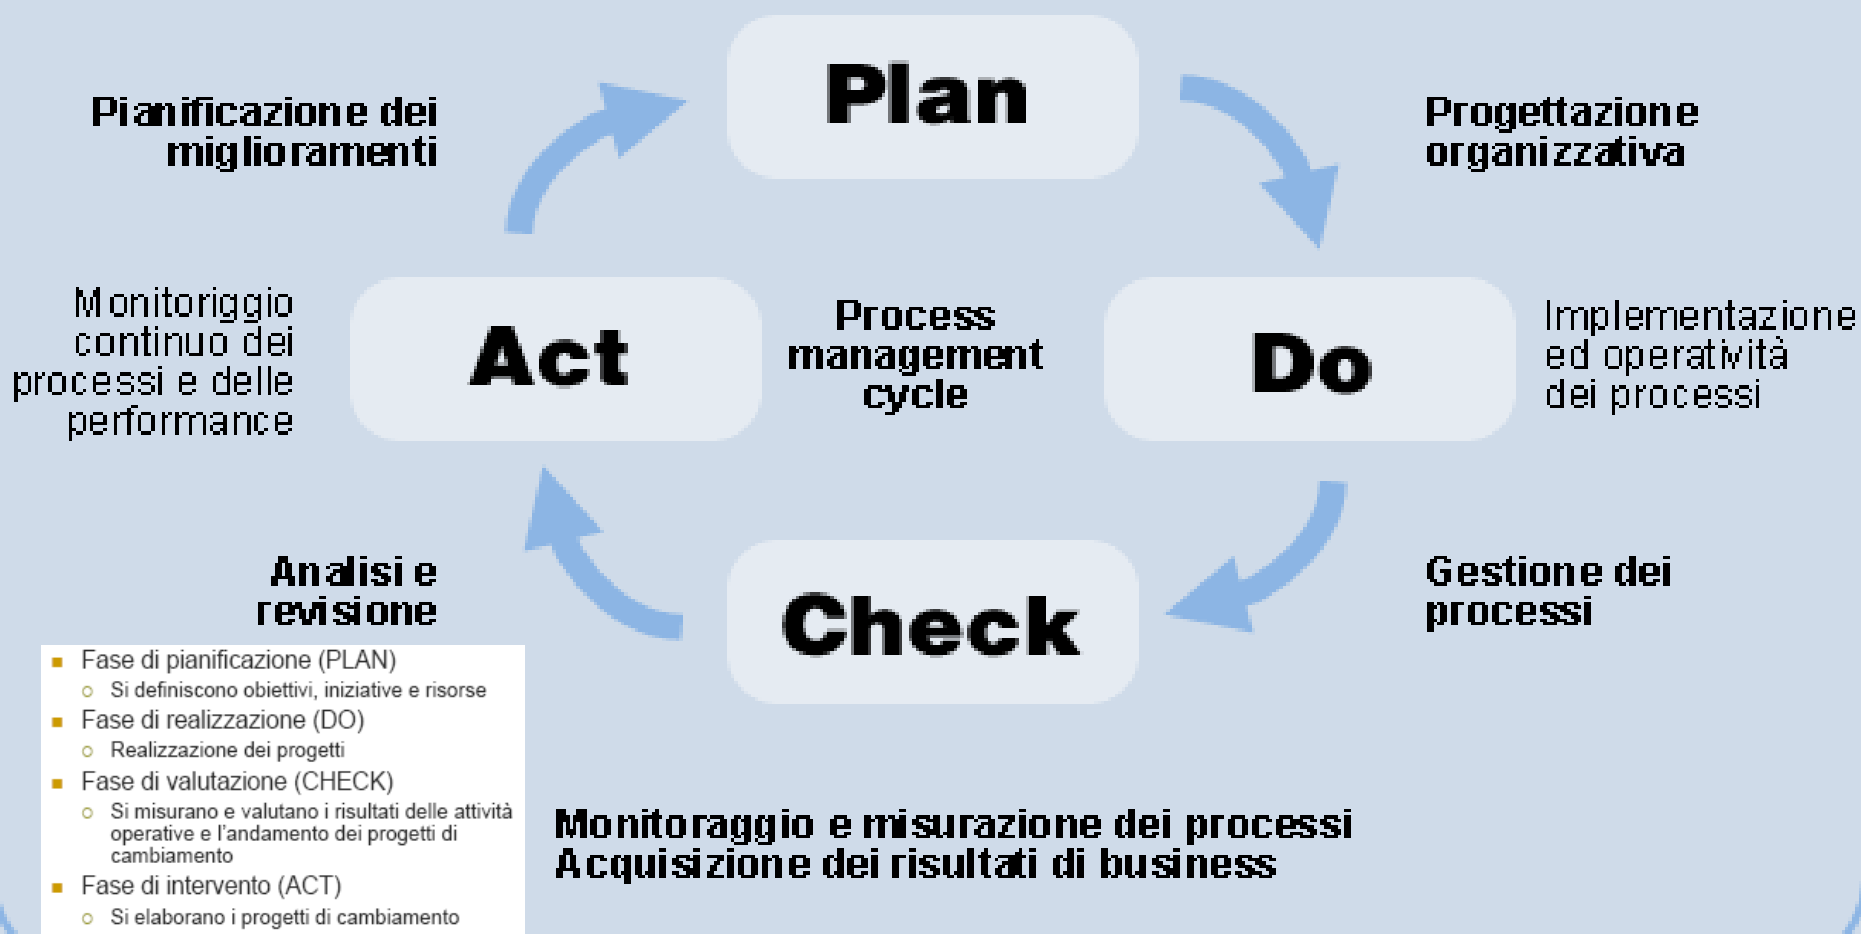 Plan
Pianificazione dei
miglioramenti
Progettazione
organizzativa
Monitoriggio
continuo dei
processi e delle
performance
Act
Process
management
cycle
Do
Implementazione
ed operatività
dei processi
Analisi e
revisione
Check
Gestione dei
processi
Fase di pianificazione (PLAN)
Si definiscono obiettivi, iniziative e risorse
Fase di realizzazione (DO)
Realizzazione dei progetti
Fase di valutazione (CHECK)
Si misurano e valutano i risultati delle attività
operative e l'andamento dei progetti di
cambiamento
Fase di intervento (ACT)
Si elaborano i progetti di cambiamento
Monitoraggio e misurazione dei processi
Acquisizione dei risultati di business